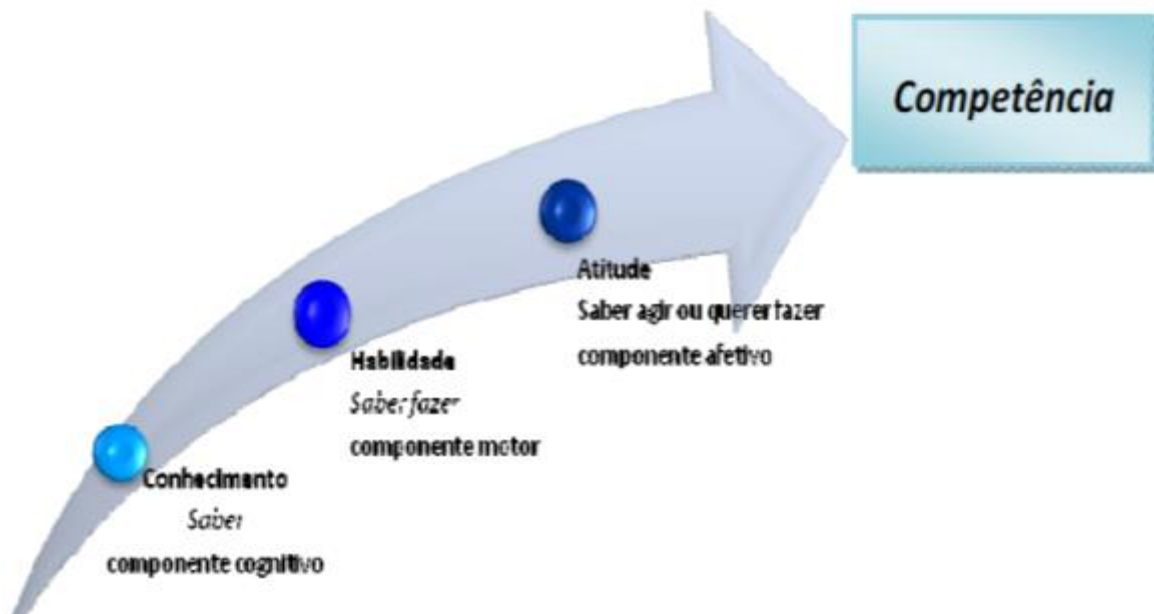 Competência
Atitude
Saber agir ou querer fazer
componente afetivo
Habilidade
Saber fazer
componente motor
Conhecimento
Saber
componente cognitivo